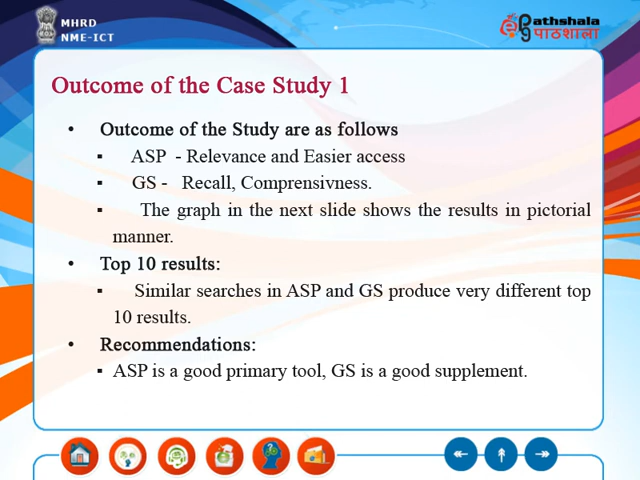 MHRD
NME-ICT
ePathshala
पाठशाला
Outcome of the Case Study 1
• Outcome of the Study are as follows
▪ ASP - Relevance and Easier access
▪ GS - Recall, Comprensivness.
▪ The graph in the next slide shows the results in pictorial
manner.
• Top 10 results:
▪ Similar searches in ASP and GS produce very different top
10 results.
• Recommendations:
▪ ASP is a good primary tool, GS is a good supplement.